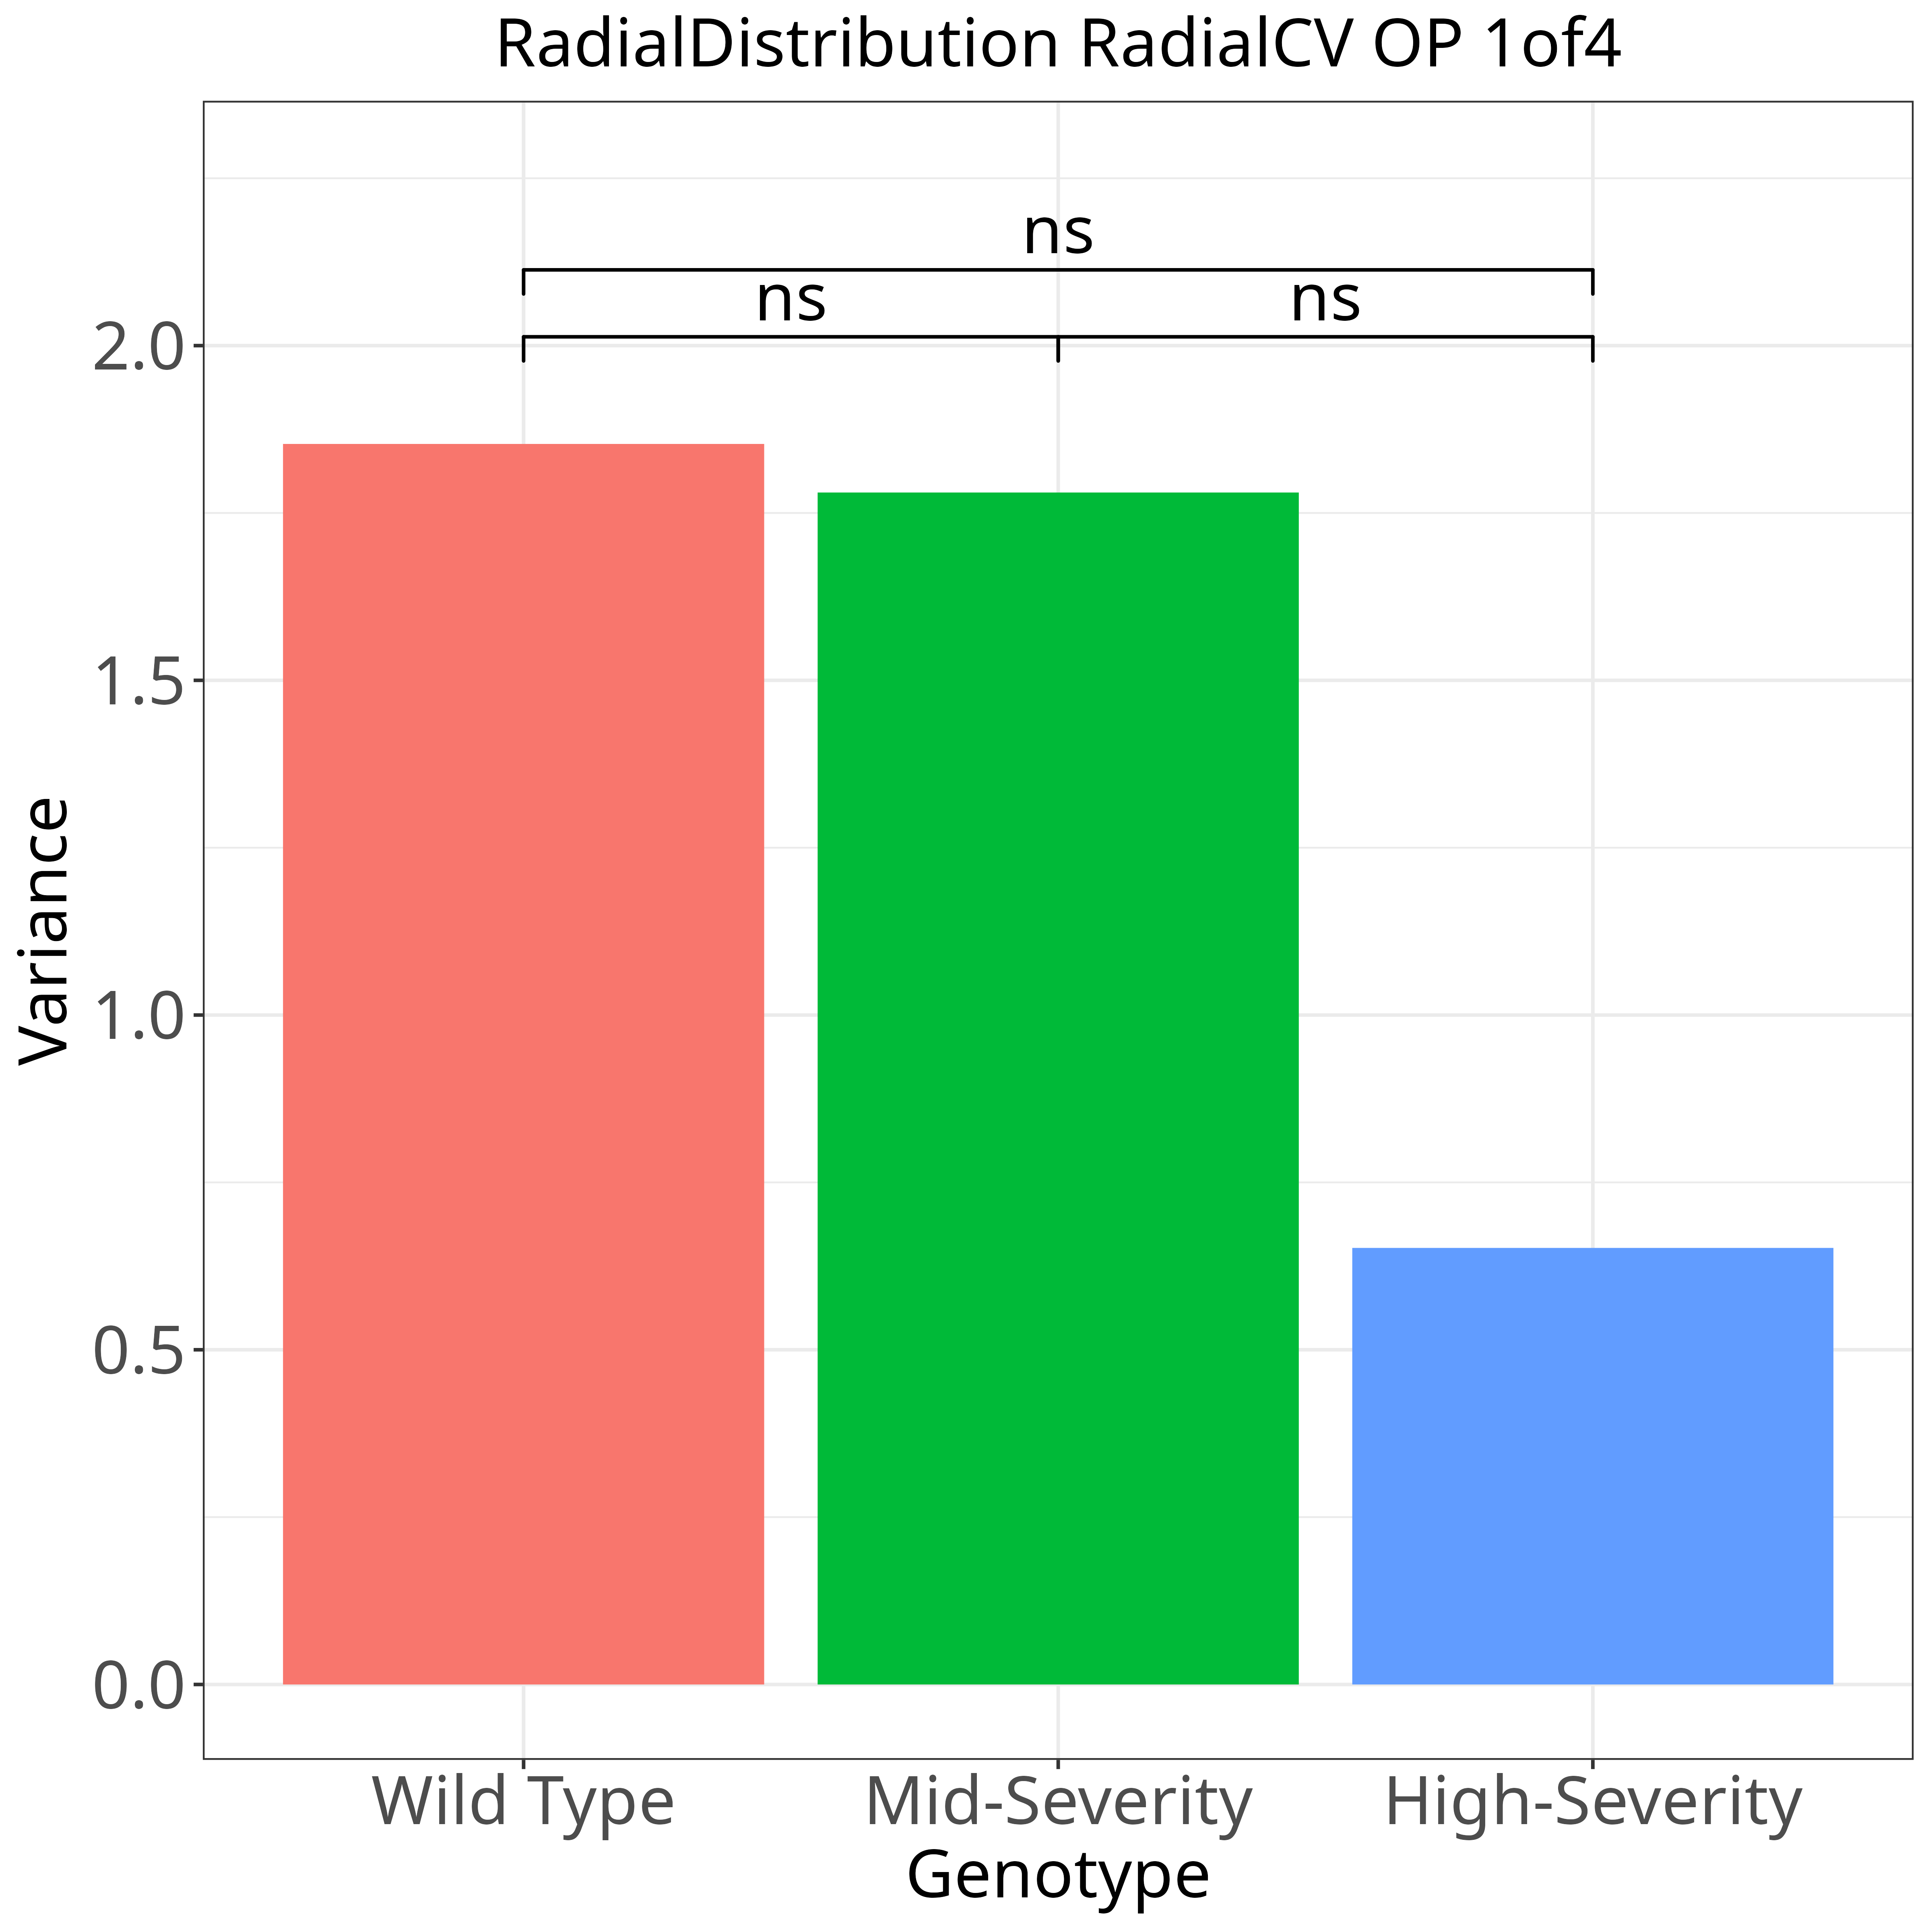 RadialDistribution RadialCV OP 1of4
ns
ns ns
2.0
1.5
1.0
0.5
0.0
Variance
Wild Type Mid-Severity High-Severity
Genotype